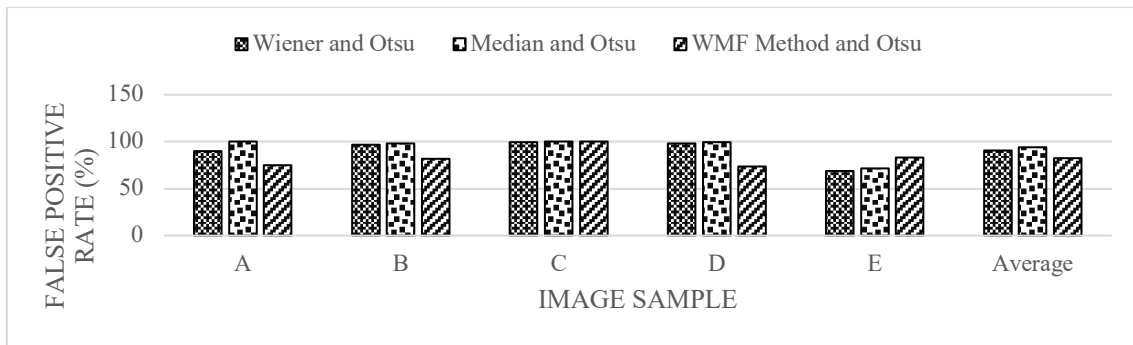 Wiener and Otsu Median and Otsu WMF Method and Otsu
FALSE POSITIVE
RATE (%)
150
100
50
0
A B C D E Average
IMAGE SAMPLE